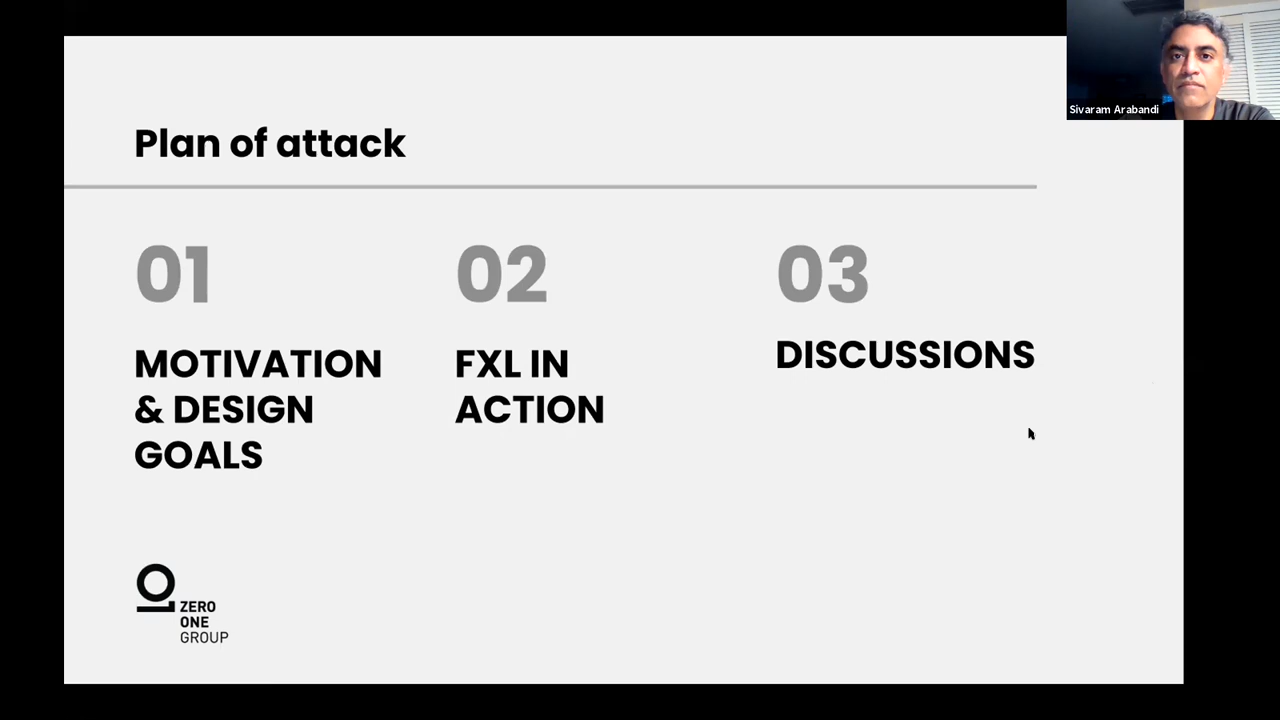 Sivaram Arabandi
Plan of attack
01
MOTIVATION
& DESIGN
GOALS
02
FXL IN
ACTION
03
DISCUSSIONS
ZERO
ONE
GROUP